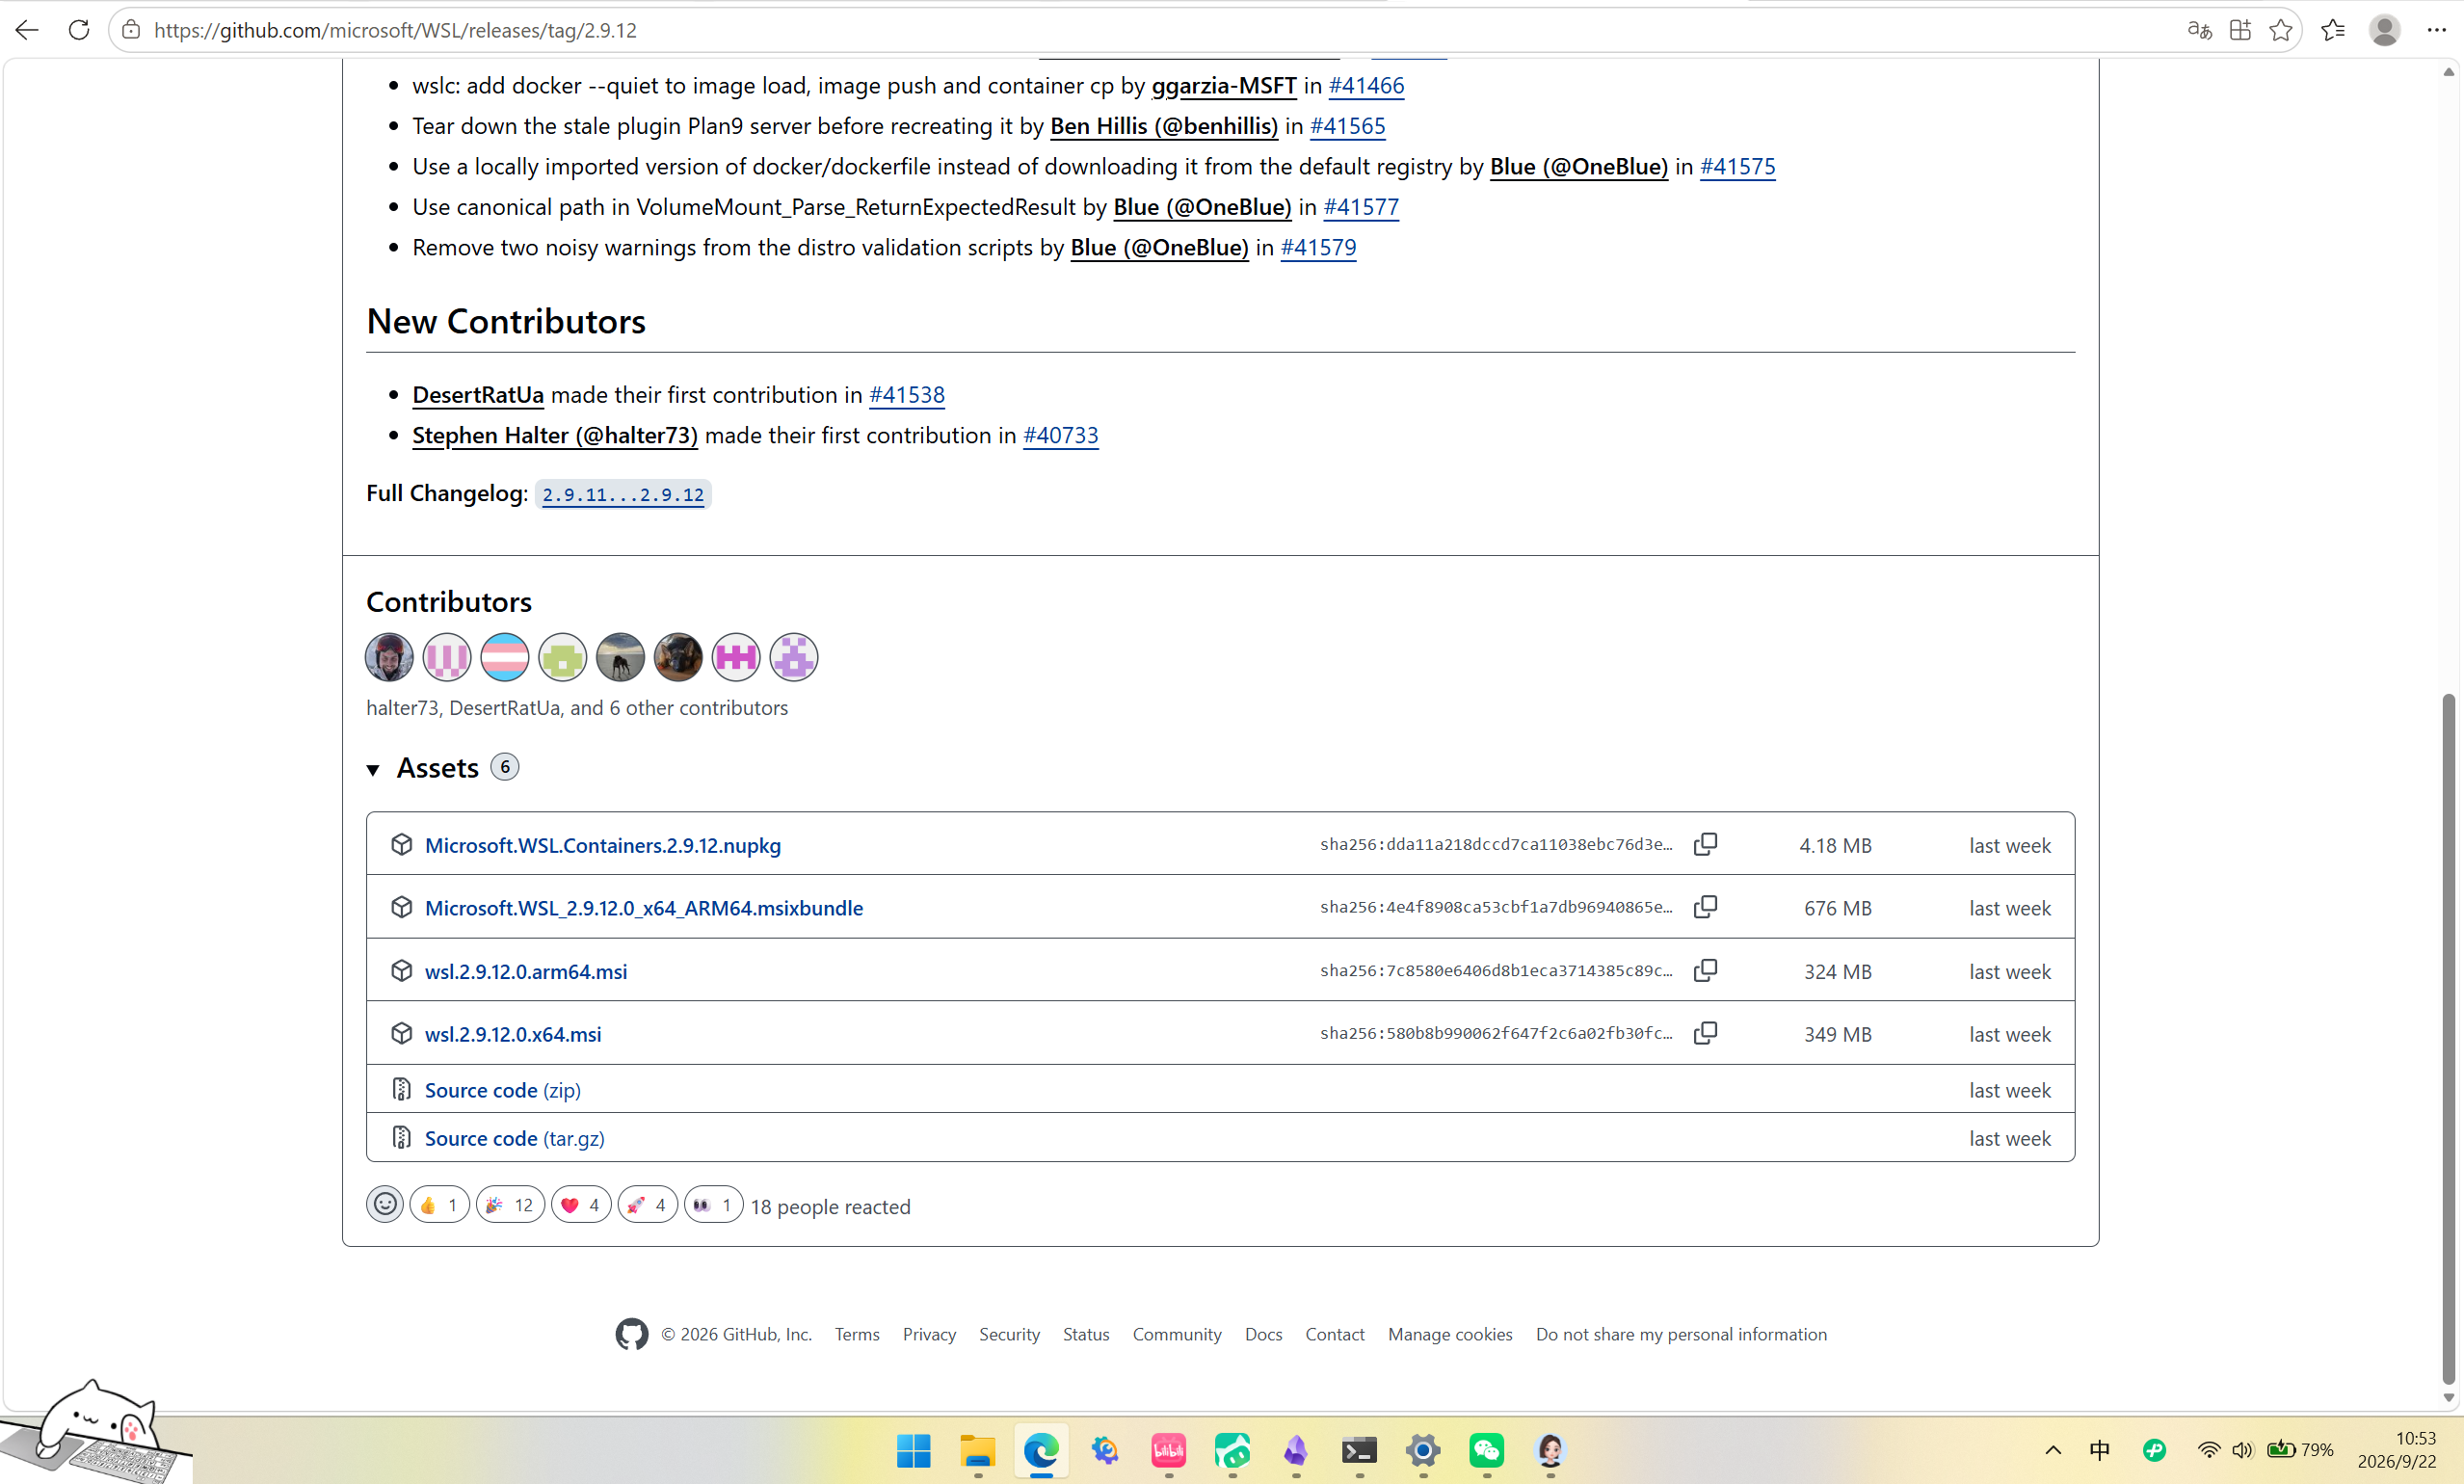 https://github.com/microsoft/WSL/releases/tag/2.9.12
wslc: add docker --quiet to image load, image push and container cp by ggarzia-MSFT in #41466
Tear down the stale plugin Plan9 server before recreating it by Ben Hillis (@benhillis) in #41565
Use a locally imported version of docker/dockerfile instead of downloading it from the default registry by Blue (@OneBlue) in #41575
Use canonical path in VolumeMount_Parse_ReturnExpectedResult by Blue (@OneBlue) in #41577
Remove two noisy warnings from the distro validation scripts by Blue (@OneBlue) in #41579
New Contributors
DesertRatUa made their first contribution in #41538
Stephen Halter (@halter73) made their first contribution in #40733
Full Changelog: 2.9.11...2.9.12
Contributors
halter73, DesertRatUa, and 6 other contributors
Assets 6
Microsoft.WSL.Containers.2.9.12.nupkg sha256:dda11a218dccd7ca11038ebc76d3e... 4.18 MB last week
Microsoft.WSL_2.9.12.0_x64_ARM64.msixbundle sha256:4e4f8908ca53cbf1a7db96940865e... 676 MB last week
wsl.2.9.12.0.arm64.msi sha256:7c8580e6406d8b1eca3714385c89c... 324 MB last week
wsl.2.9.12.0.x64.msi sha256:580b8b990062f647f2c6a02fb30fc... 349 MB last week
Source code (zip) last week
Source code (tar.gz) last week
1 12 4 4 1 18 people reacted
© 2026 GitHub, Inc. Terms Privacy Security Status Community Docs Contact Manage cookies Do not share my personal information
bilibili
中
79%
10:53
2026/9/22